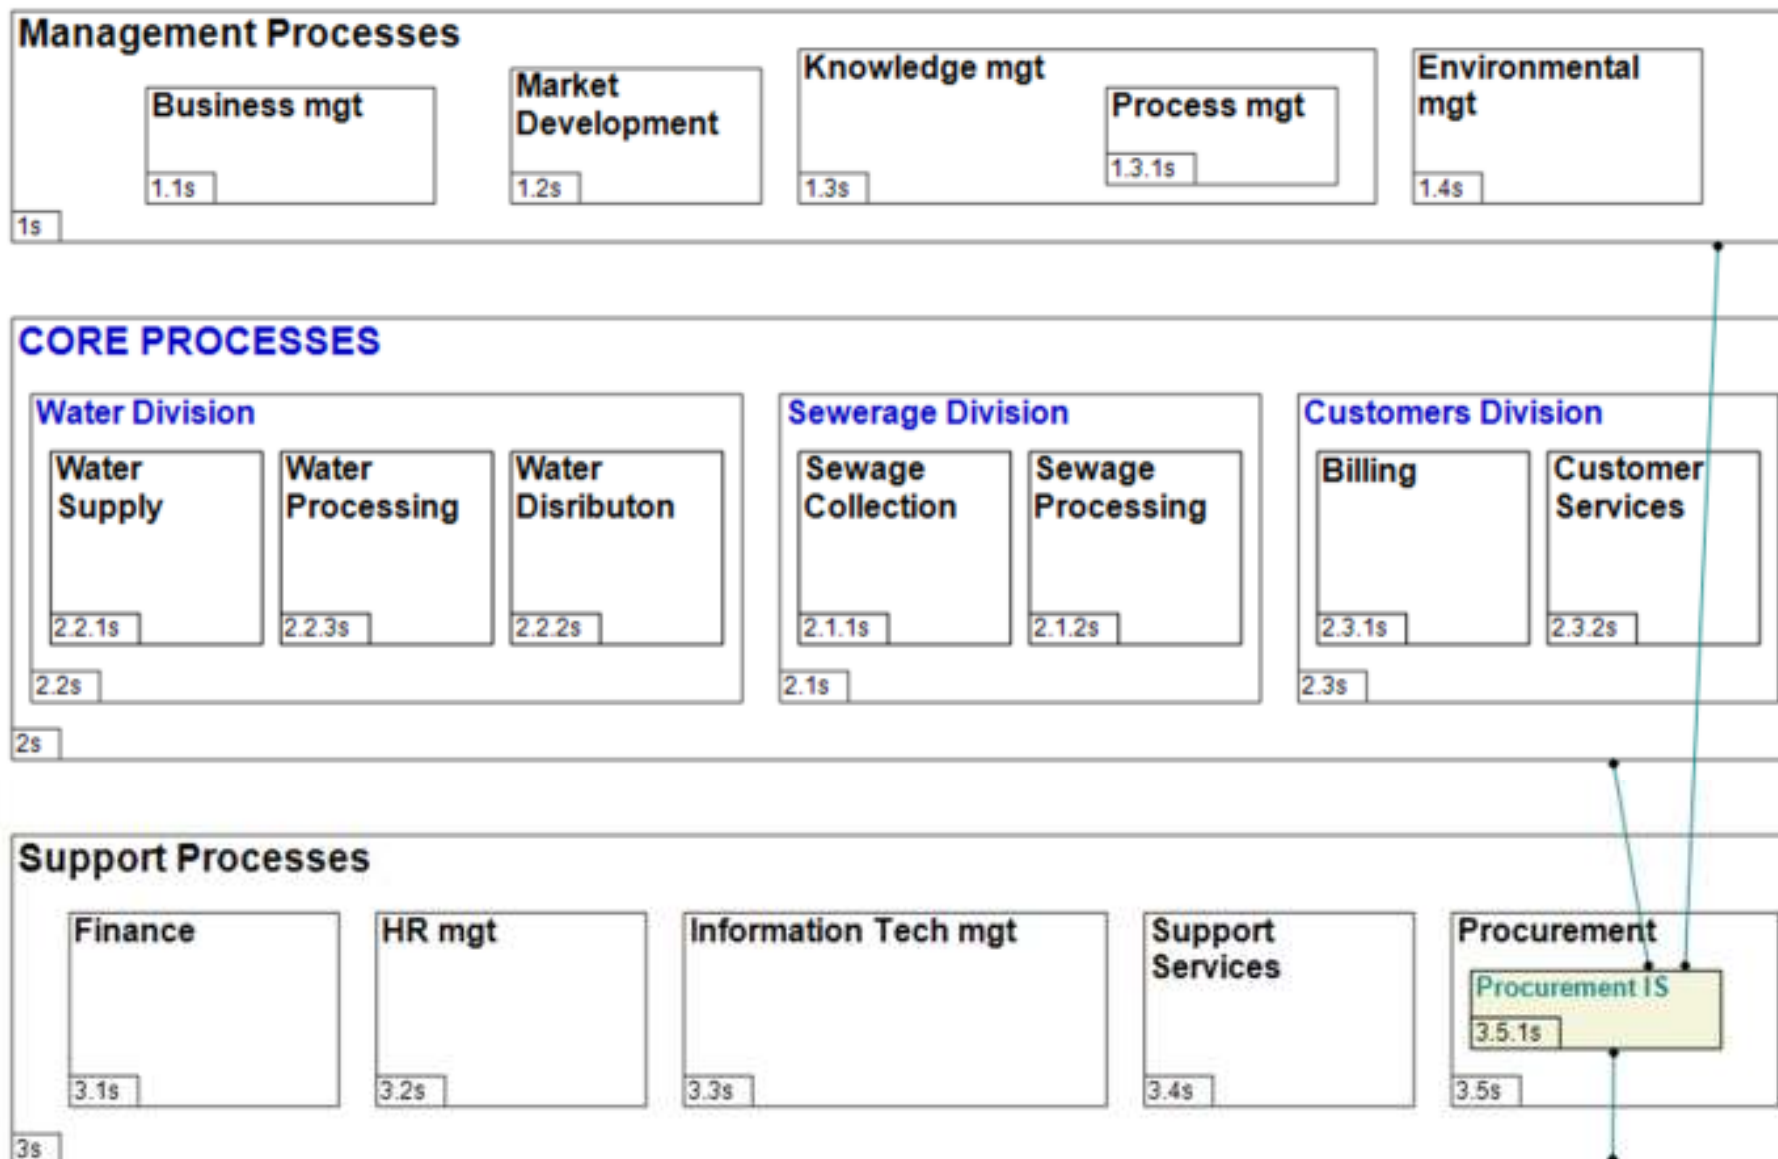 Management Processes
Business mgt
1.1s
Market
Development
1.2s
Knowledge mgt
Process mgt
1.3.1s
1.3s
Environmental
mgt
1.4s
1s
CORE PROCESSES
Water Division
Water
Supply
2.2.1s
Water
Processing
2.2.3s
Water
Disributon
2.2.2s
2.2s
Sewerage Division
Sewage
Collection
2.1.1s
Sewage
Processing
2.1.2s
2.1s
Customers Division
Billing
2.3.1s
Customer
Services
2.3.2s
2.3s
2s
Support Processes
Finance
3.1s
HR mgt
3.2s
Information Tech mgt
3.3s
Support
Services
3.4s
Procurement
Procurement IS
3.5.1s
3.5s
3s